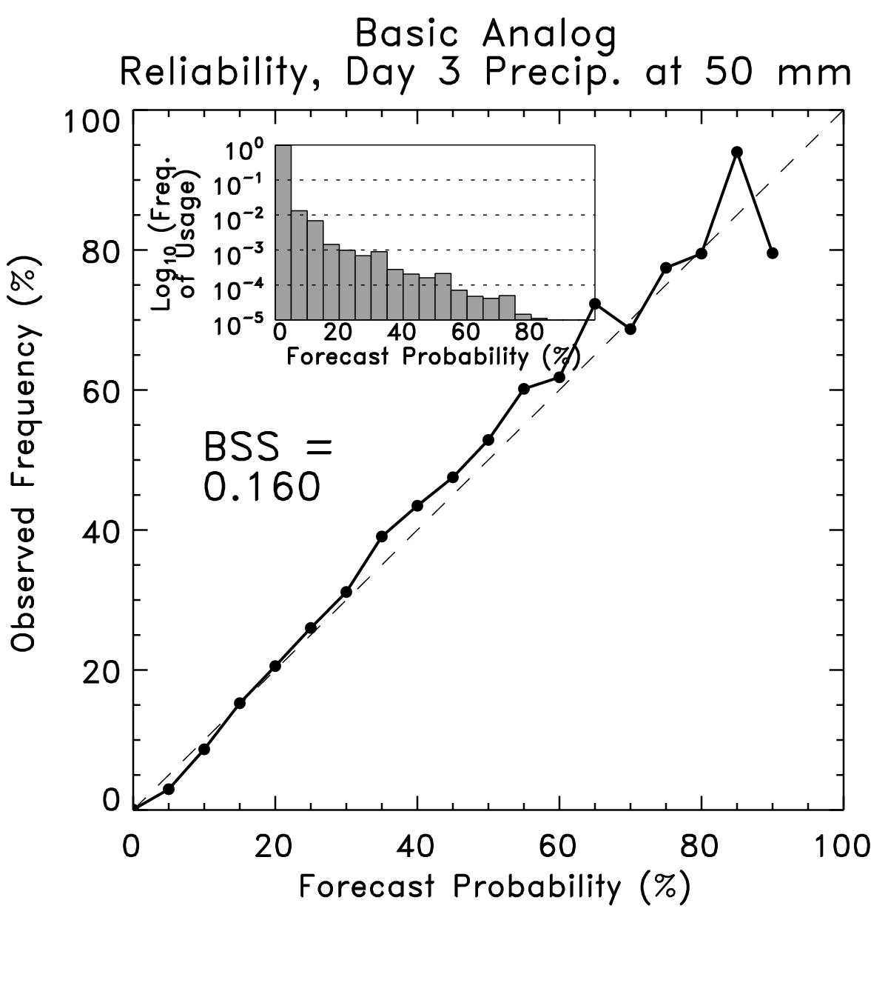 Basic Analog
Reliability, Day 3 Precip. at 50 mm
100
80
60
40
20
0
Observed Frequency (%)
10⁰
10⁻¹
10⁻²
10⁻³
10⁻⁴
10⁻⁵
Log₁₀ (Freq.
of Usage)
0 20 40 60 80
Forecast Probability (%)
BSS =
0.160
0 20 40 60 80 100
Forecast Probability (%)